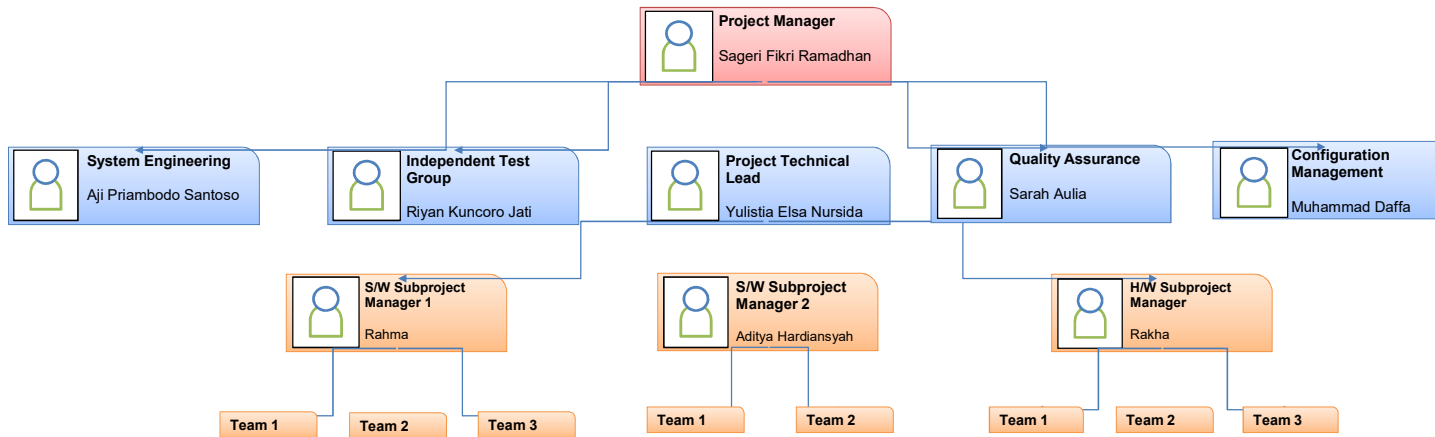 Project Manager
Sageri Fikri Ramadhan
System Engineering
Aji Priambodo Santoso
Independent Test
Group
Riyan Kuncoro Jati
Project Technical
Lead
Yulistia Elsa Nursida
Quality Assurance
Sarah Aulia
Configuration
Management
Muhammad Daffa
S/W Subproject
Manager 1
Rahma
S/W Subproject
Manager 2
Aditya Hardiansyah
H/W Subproject
Manager
Rakha
Team 1
Team 2
Team 3
Team 1
Team 2
Team 1
Team 2
Team 3